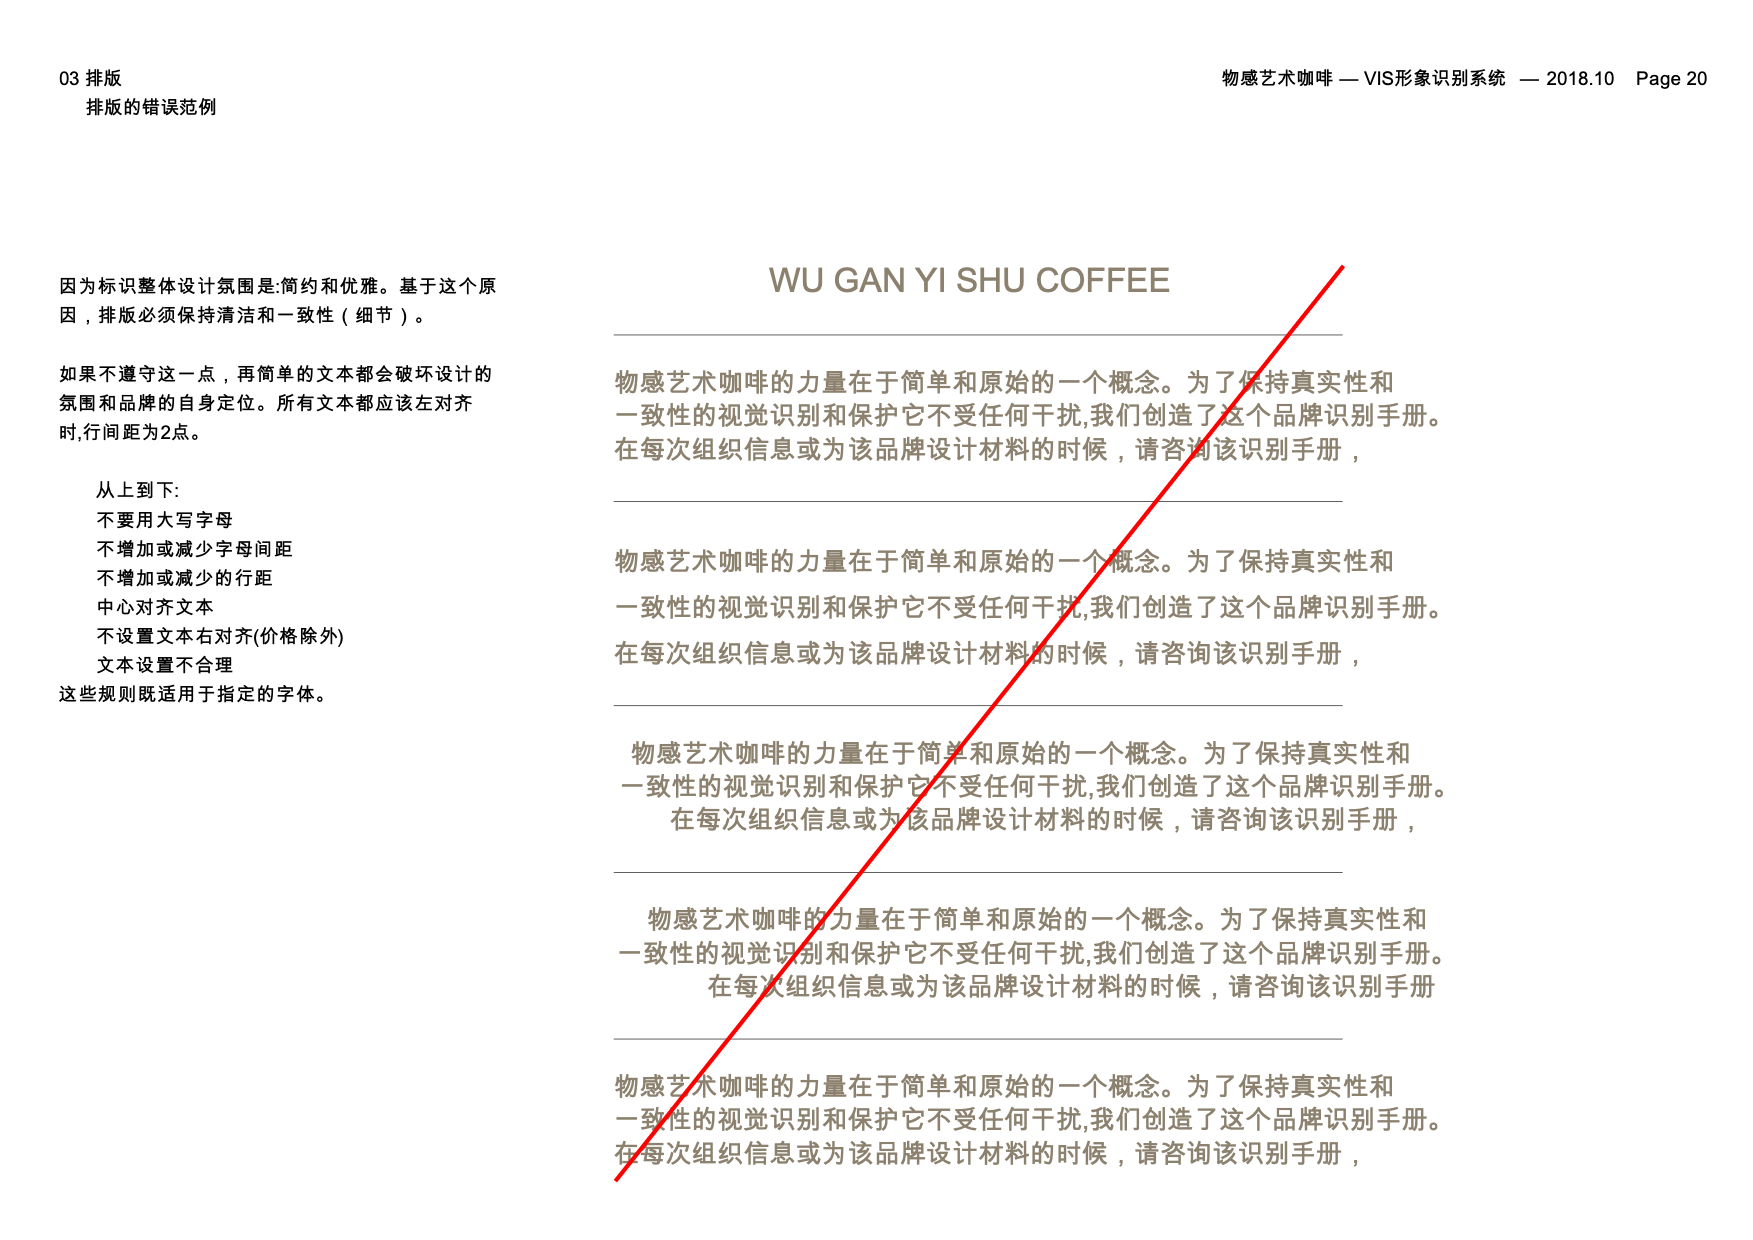 03 排版
排版的错误范例
物感艺术咖啡 — VIS形象识别系统 — 2018.10 Page 20
因为标识整体设计氛围是:简约和优雅。基于这个原
因，排版必须保持清洁和一致性（细节）。
如果不遵守这一点，再简单的文本都会破坏设计的
氛围和品牌的自身定位。所有文本都应该左对齐
时,行间距为2点。
从上到下:
不要用大写字母
不增加或减少字母间距
不增加或减少的行距
中心对齐文本
不设置文本右对齐(价格除外)
文本设置不合理
这些规则既适用于指定的字体。
WU GAN YI SHU COFFEE
物感艺术咖啡的力量在于简单和原始的一个概念。为了保持真实性和
一致性的视觉识别和保护它不受任何干扰,我们创造了这个品牌识别手册。
在每次组织信息或为该品牌设计材料的时候，请咨询该识别手册，
物感艺术咖啡的力量在于简单和原始的一个概念。为了保持真实性和
一致性的视觉识别和保护它不受任何干扰,我们创造了这个品牌识别手册。
在每次组织信息或为该品牌设计材料的时候，请咨询该识别手册，
物感艺术咖啡的力量在于简单和原始的一个概念。为了保持真实性和
一致性的视觉识别和保护它不受任何干扰,我们创造了这个品牌识别手册。
在每次组织信息或为该品牌设计材料的时候，请咨询该识别手册，
物感艺术咖啡的力量在于简单和原始的一个概念。为了保持真实性和
一致性的视觉识别和保护它不受任何干扰,我们创造了这个品牌识别手册。
在每次组织信息或为该品牌设计材料的时候，请咨询该识别手册
物感艺术咖啡的力量在于简单和原始的一个概念。为了保持真实性和
一致性的视觉识别和保护它不受任何干扰,我们创造了这个品牌识别手册。
在每次组织信息或为该品牌设计材料的时候，请咨询该识别手册，